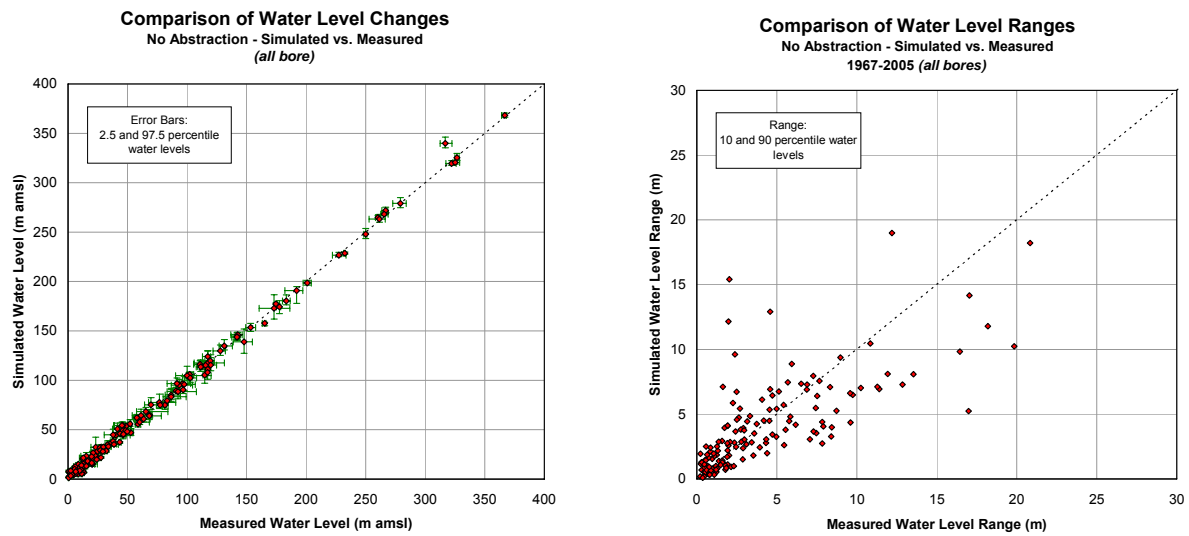 Comparison of Water Level Changes
No Abstraction - Simulated vs. Measured
(all bore)
Error Bars:
2.5 and 97.5 percentile
water levels
Simulated Water Level (m amsl)
400
350
300
250
200
150
100
50
0
0 50 100 150 200 250 300 350 400
Measured Water Level (m amsl)
Comparison of Water Level Ranges
No Abstraction - Simulated vs. Measured
1967-2005 (all bores)
Range:
10 and 90 percentile water
levels
Simulated Water Level Range (m)
30
25
20
15
10
5
0
0 5 10 15 20 25 30
Measured Water Level Range (m)